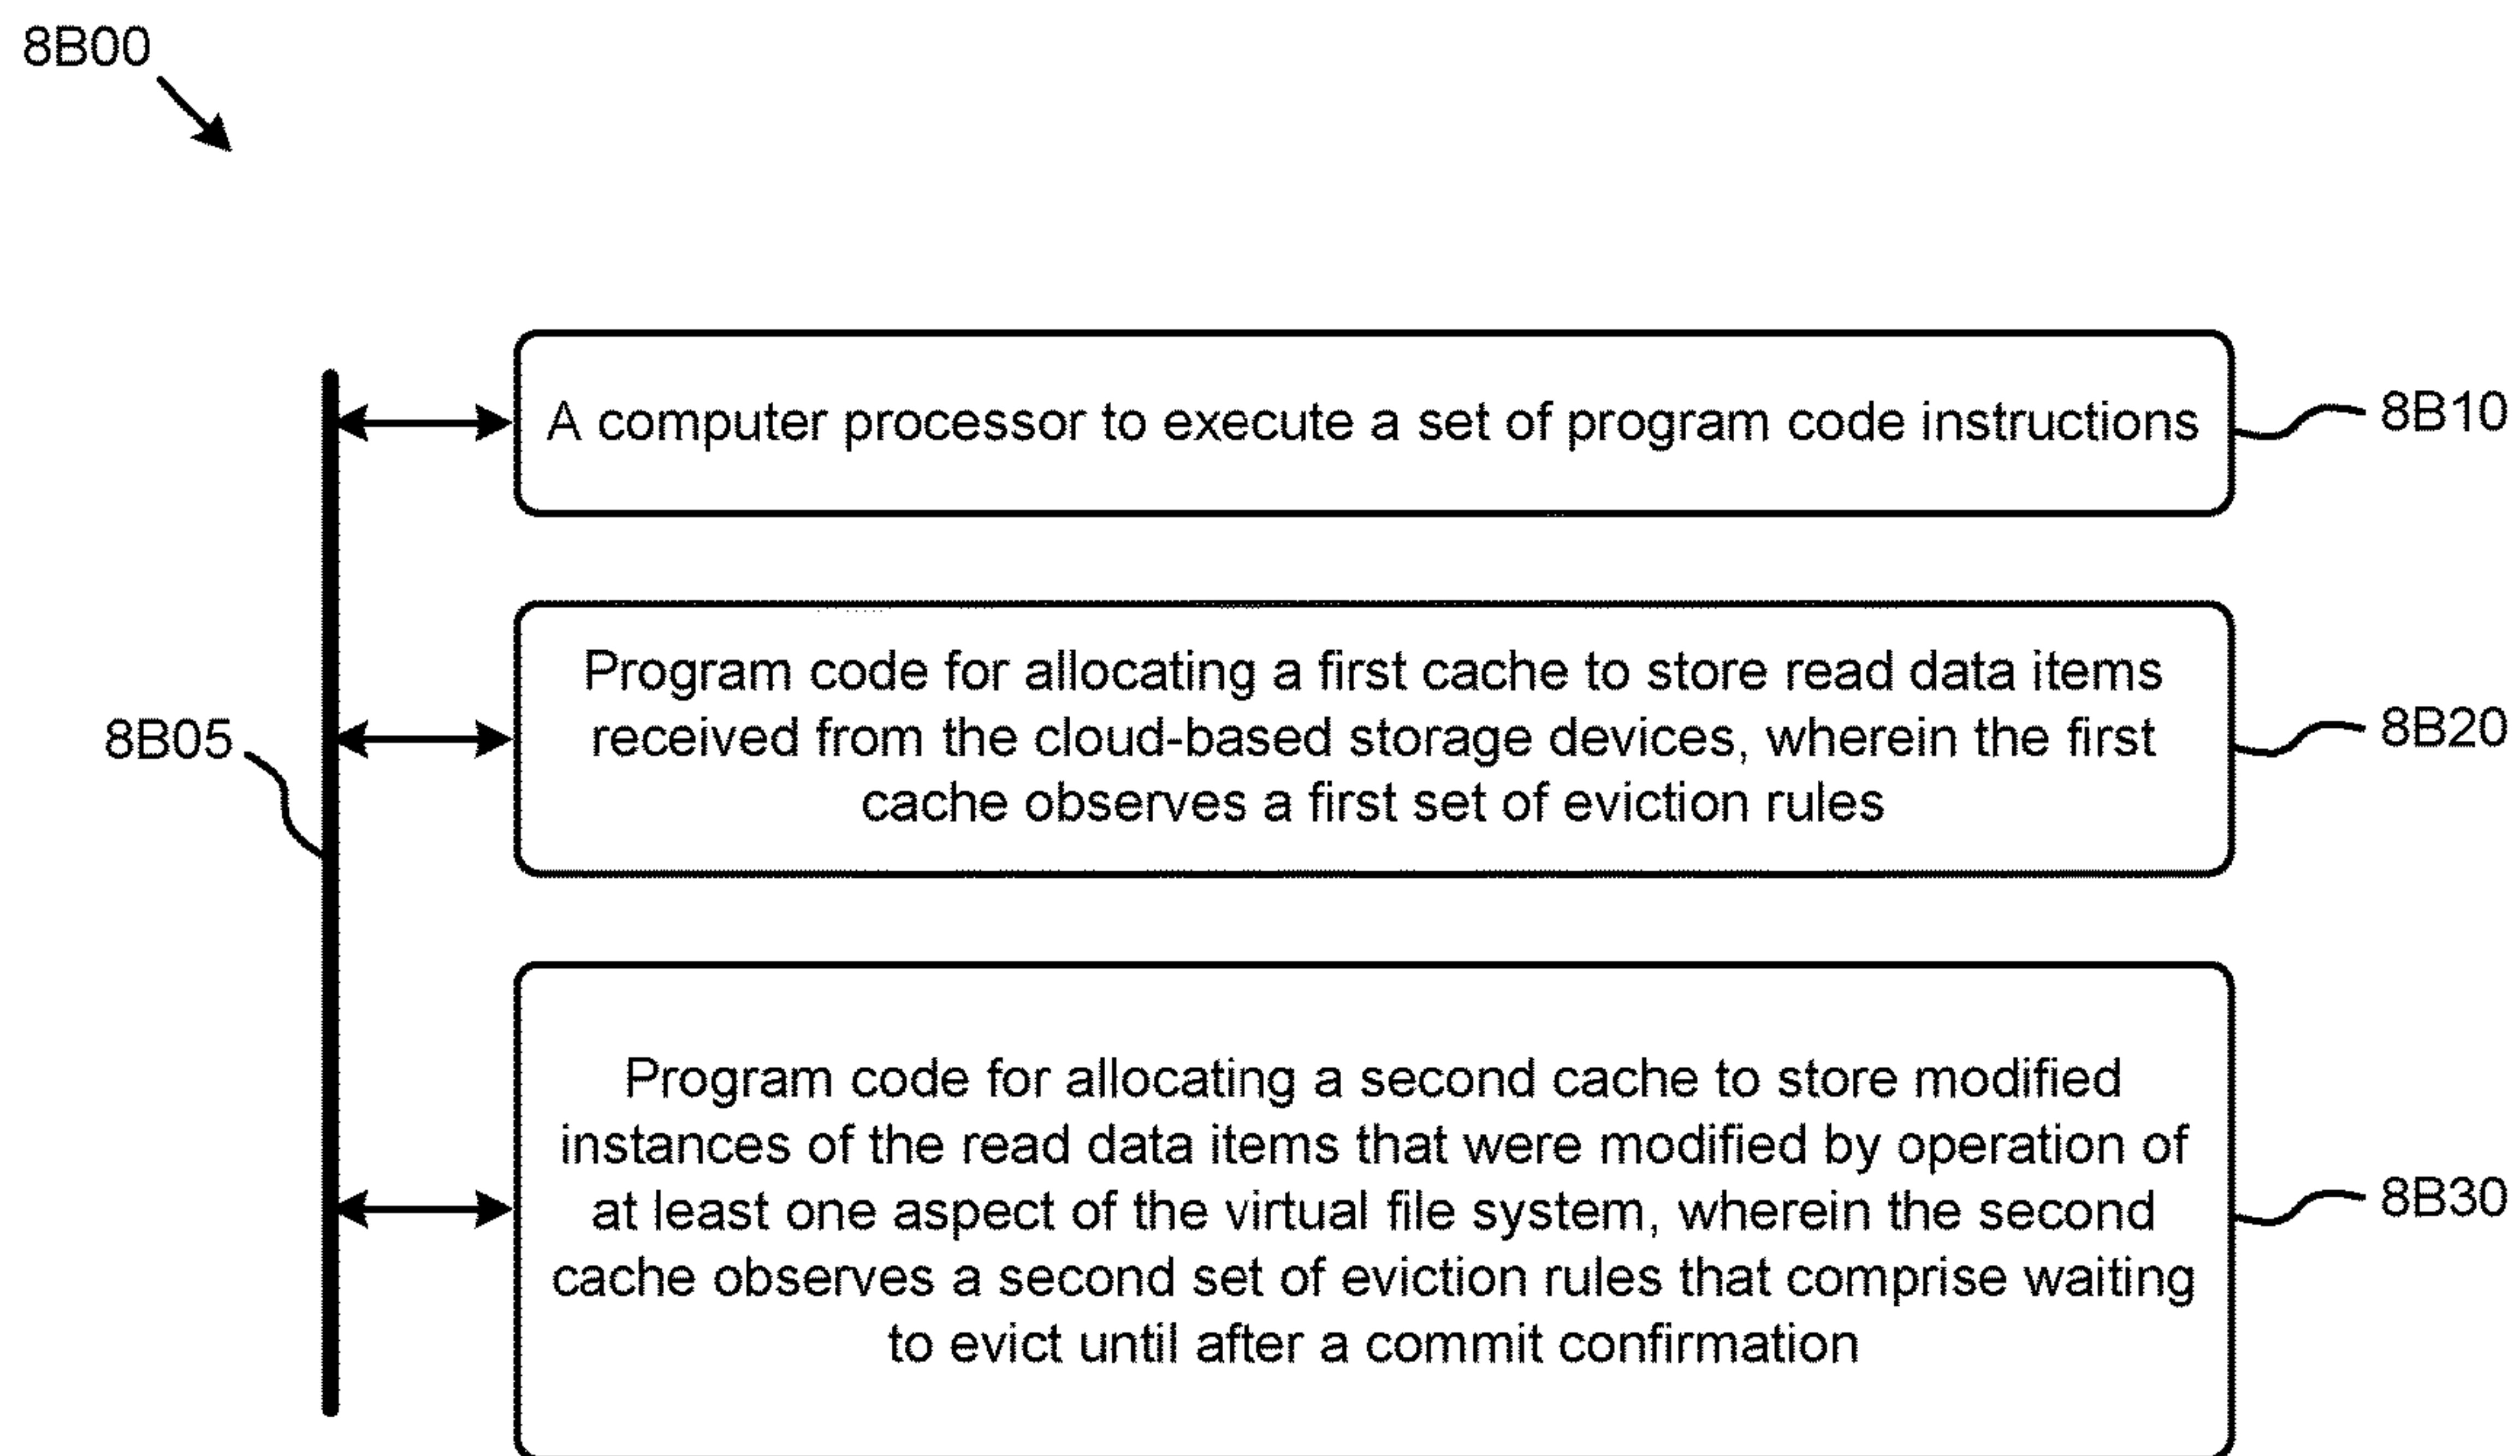 8B00
A computer processor to execute a set of program code instructions
8B10
Program code for allocating a first cache to store read data items
received from the cloud-based storage devices, wherein the first
cache observes a first set of eviction rules
8B20
8B05
Program code for allocating a second cache to store modified
instances of the read data items that were modified by operation of
at least one aspect of the virtual file system, wherein the second
cache observes a second set of eviction rules that comprise waiting
to evict until after a commit confirmation
8B30